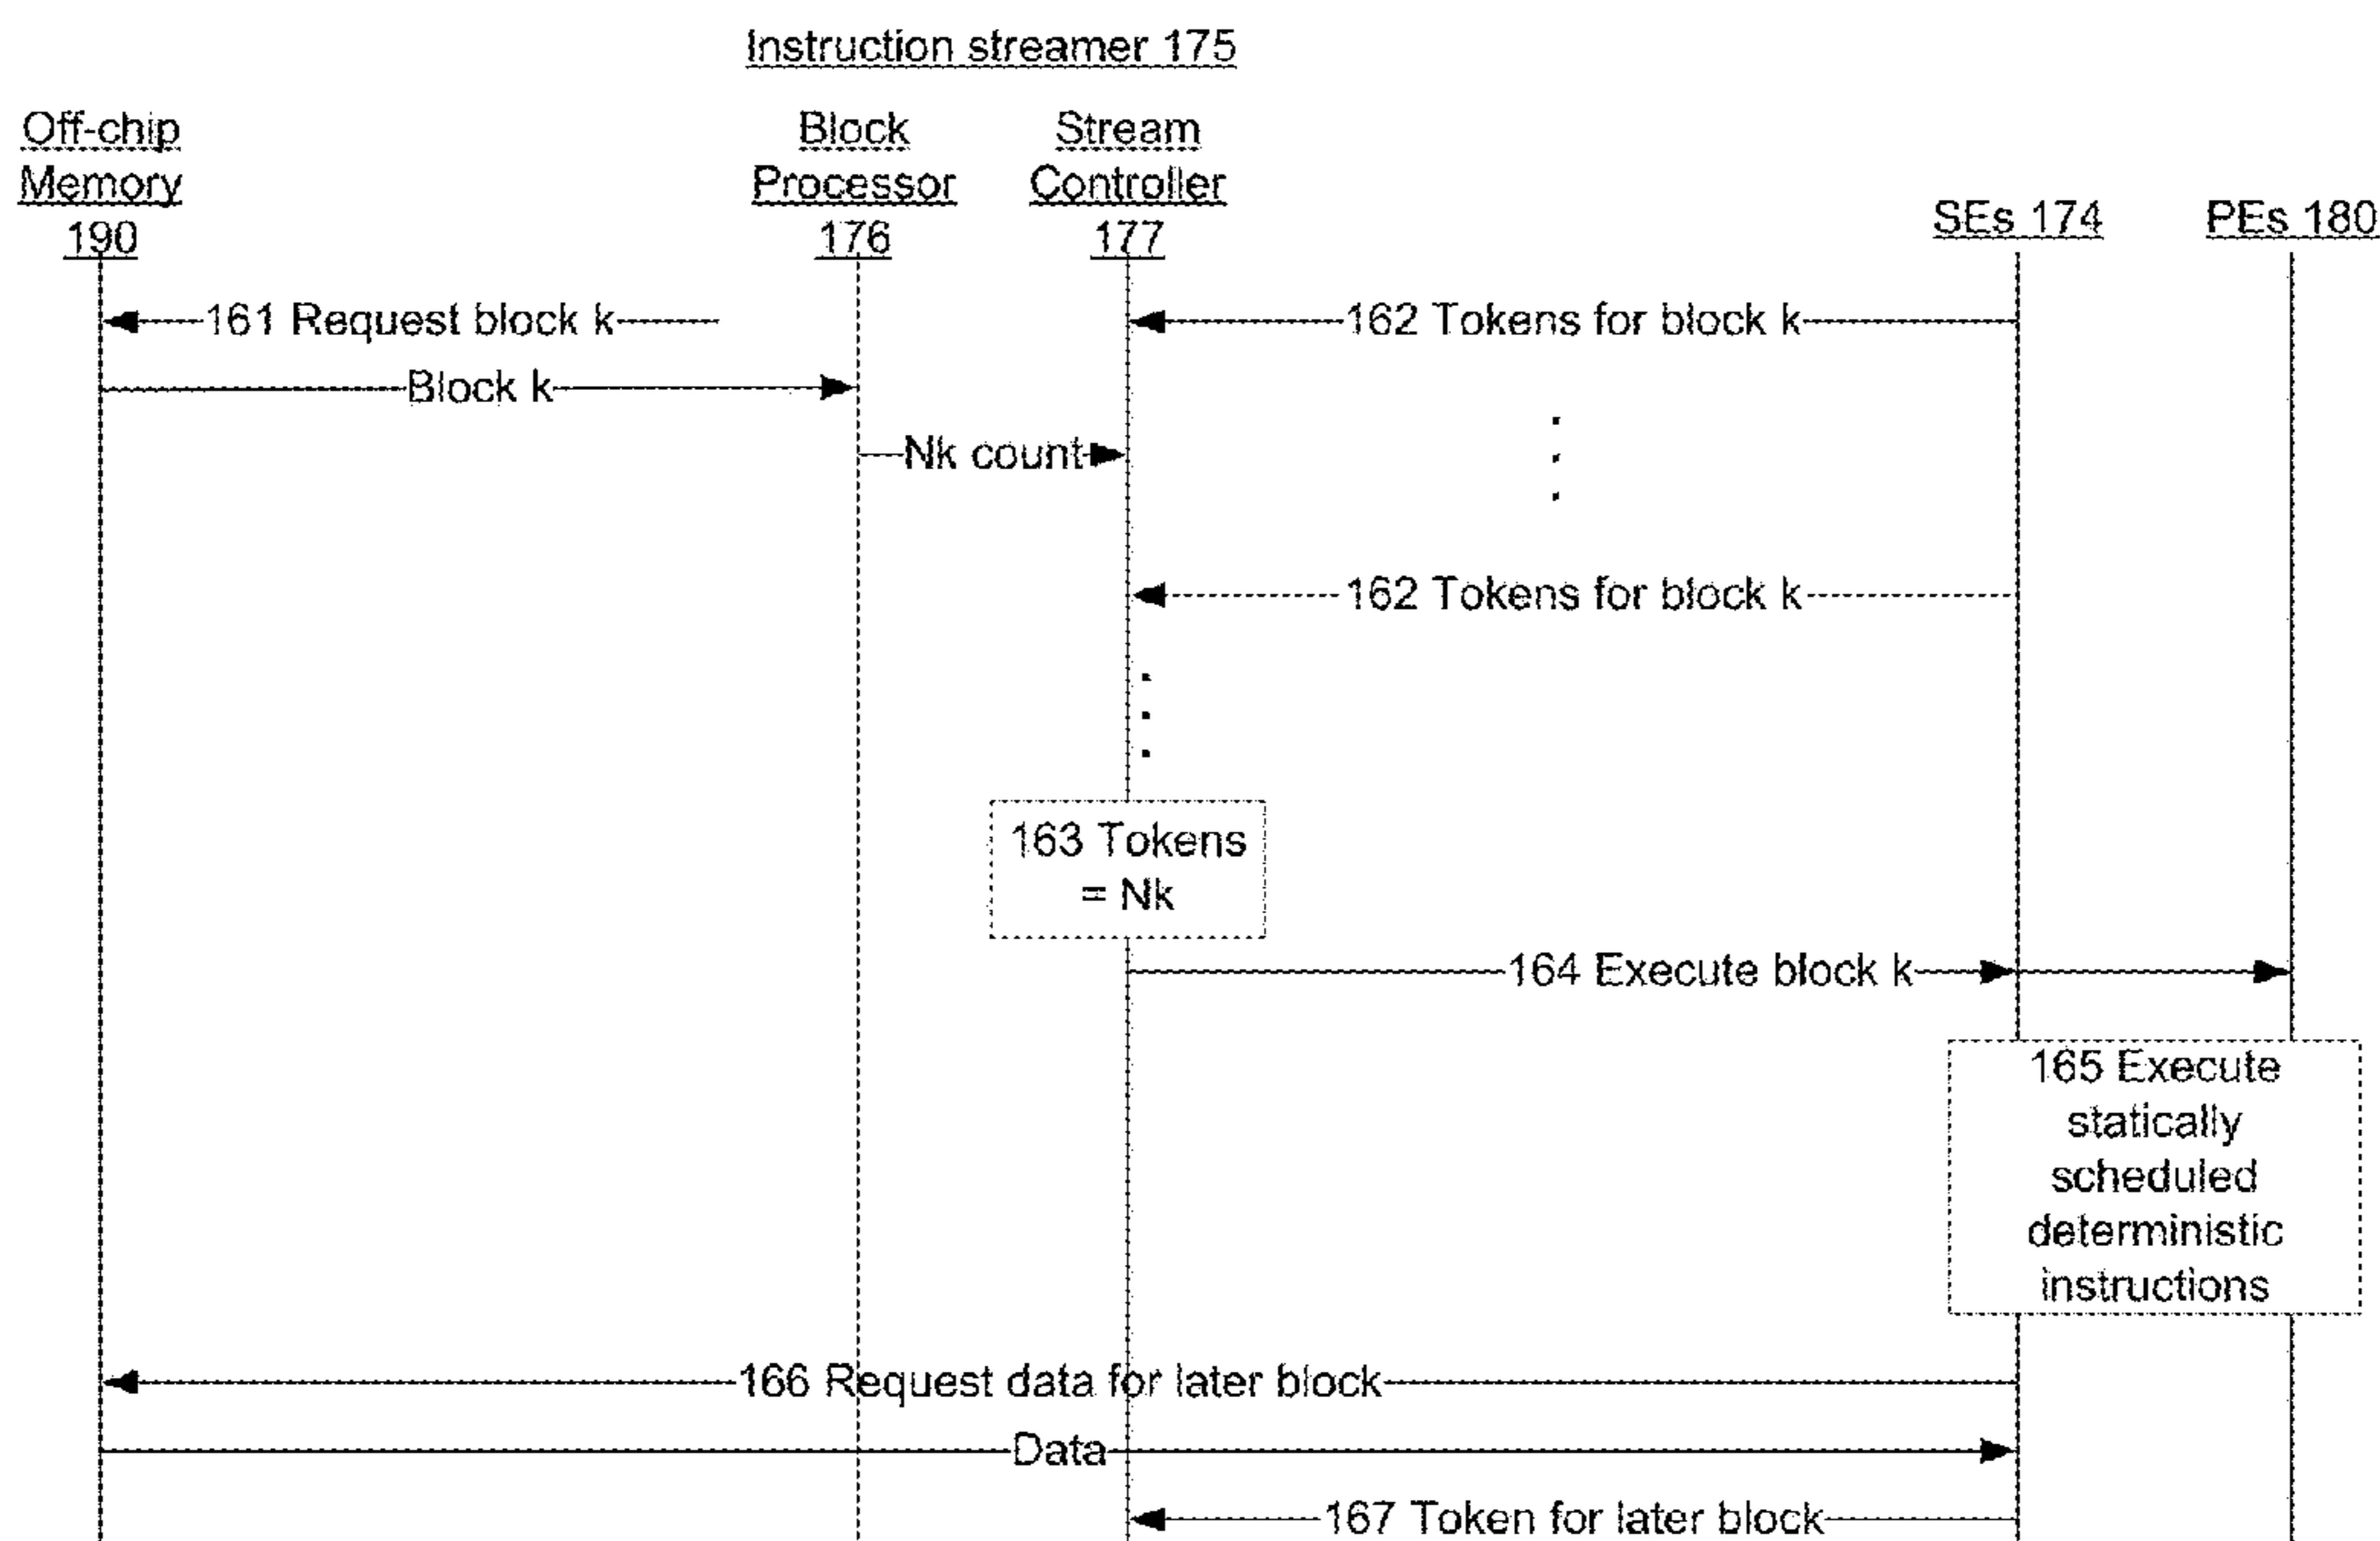 Instruction streamer 175
Off-chip
Memory
190
Block
Processor
176
Stream
Controller
177
SEs 174
PEs 180
161 Request block k
162 Tokens for block k
Block k
Nk count
162 Tokens for block k
163 Tokens
= Nk
164 Execute block k
165 Execute
statically
scheduled
deterministic
instructions
166 Request data for later block
Data
167 Token for later block